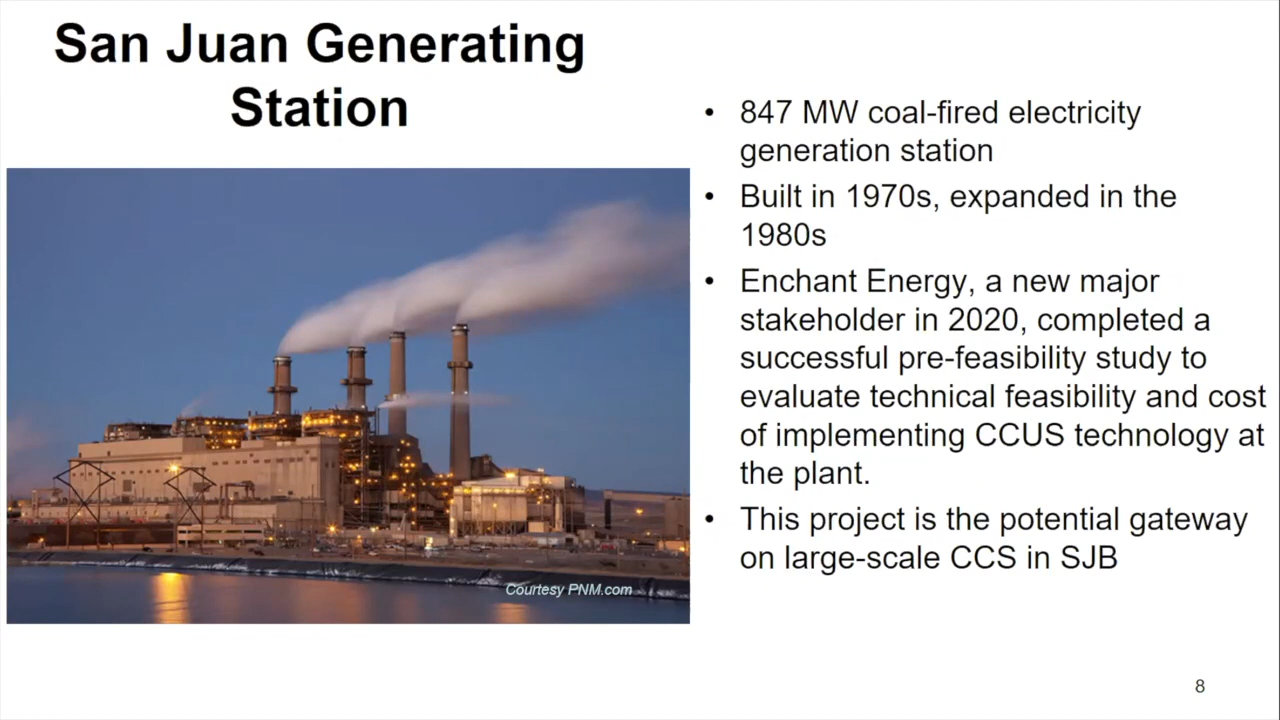 San Juan Generating
Station
• 847 MW coal-fired electricity
generation station
• Built in 1970s, expanded in the
1980s
• Enchant Energy, a new major
stakeholder in 2020, completed a
successful pre-feasibility study to
evaluate technical feasibility and cost
of implementing CCUS technology at
the plant.
• This project is the potential gateway
on large-scale CCS in SJB
Courtesy PNM.com
8